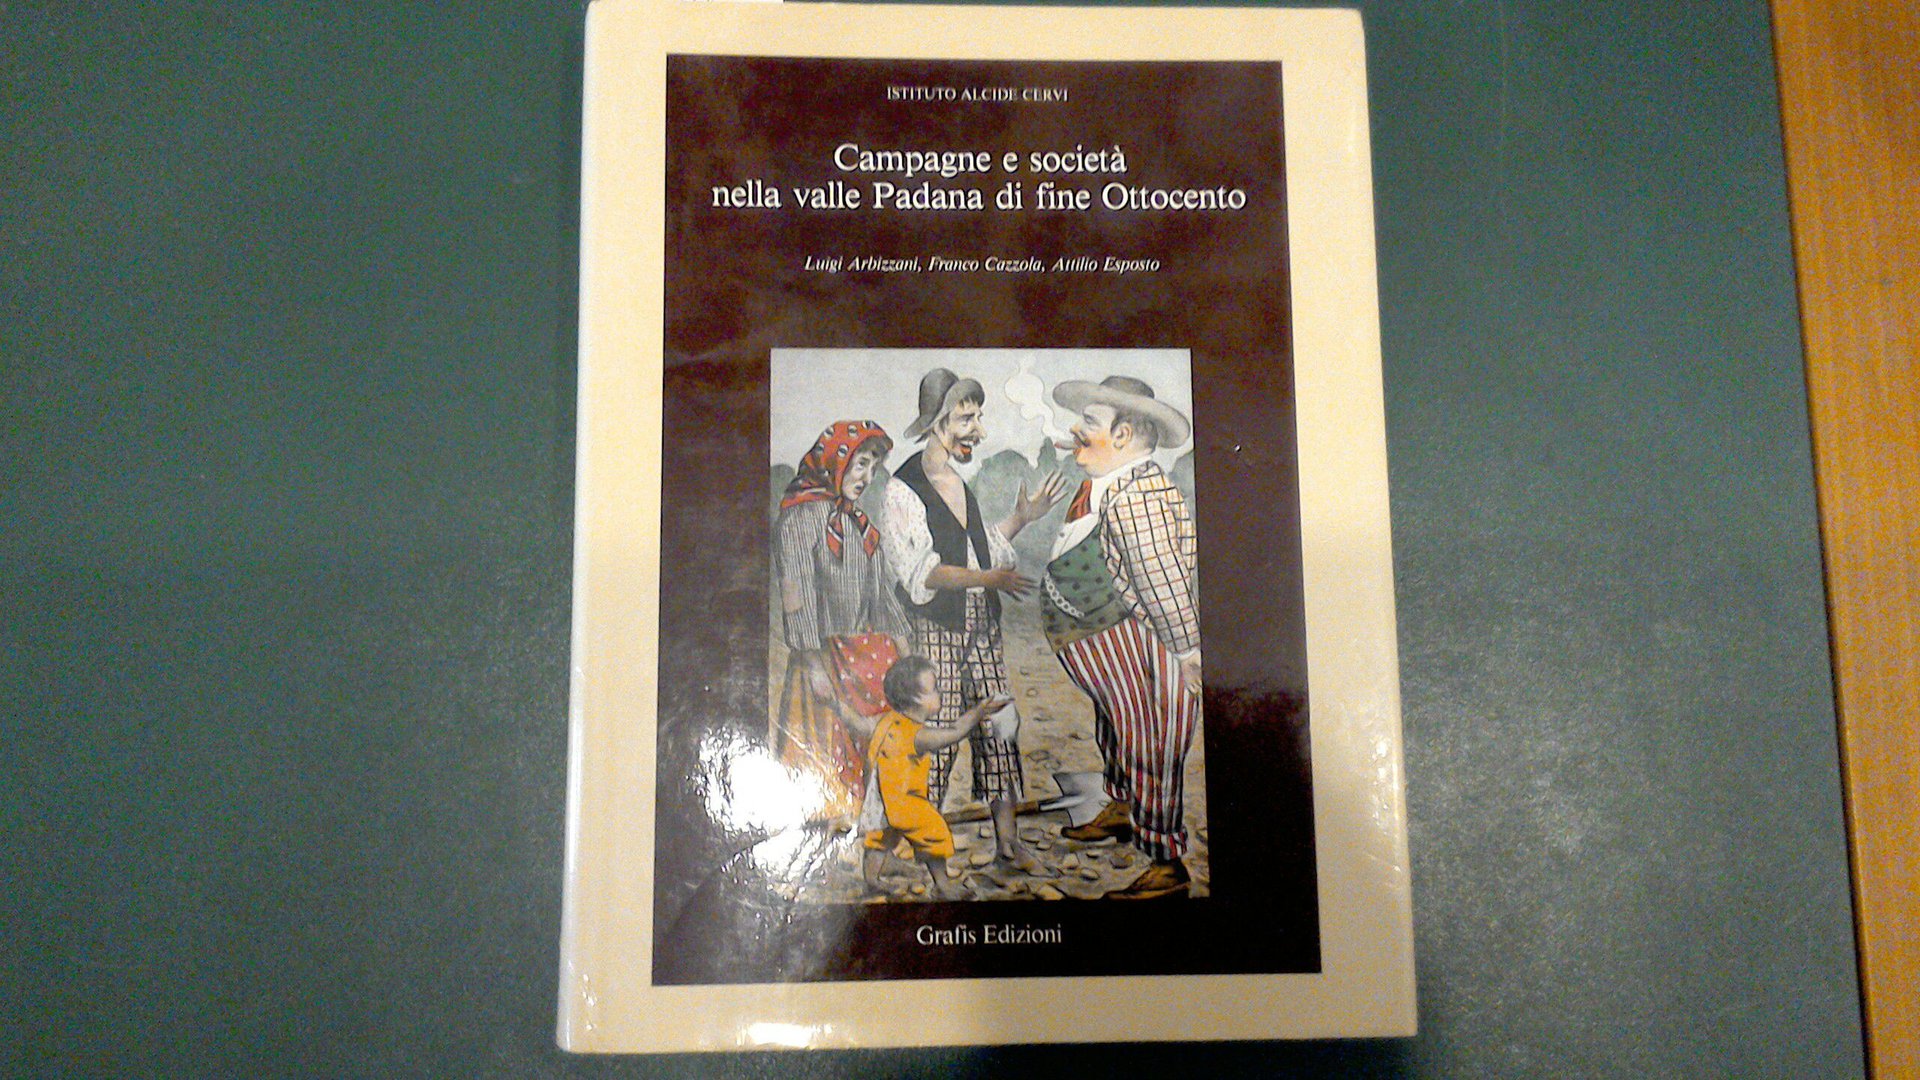 ISTITUTO ALCIDE CERVI
Campagne e società
nella valle Padana di fine Ottocento
Luigi Arbizzani, Franco Cazzola, Attilio Esposto
Grafis Edizioni